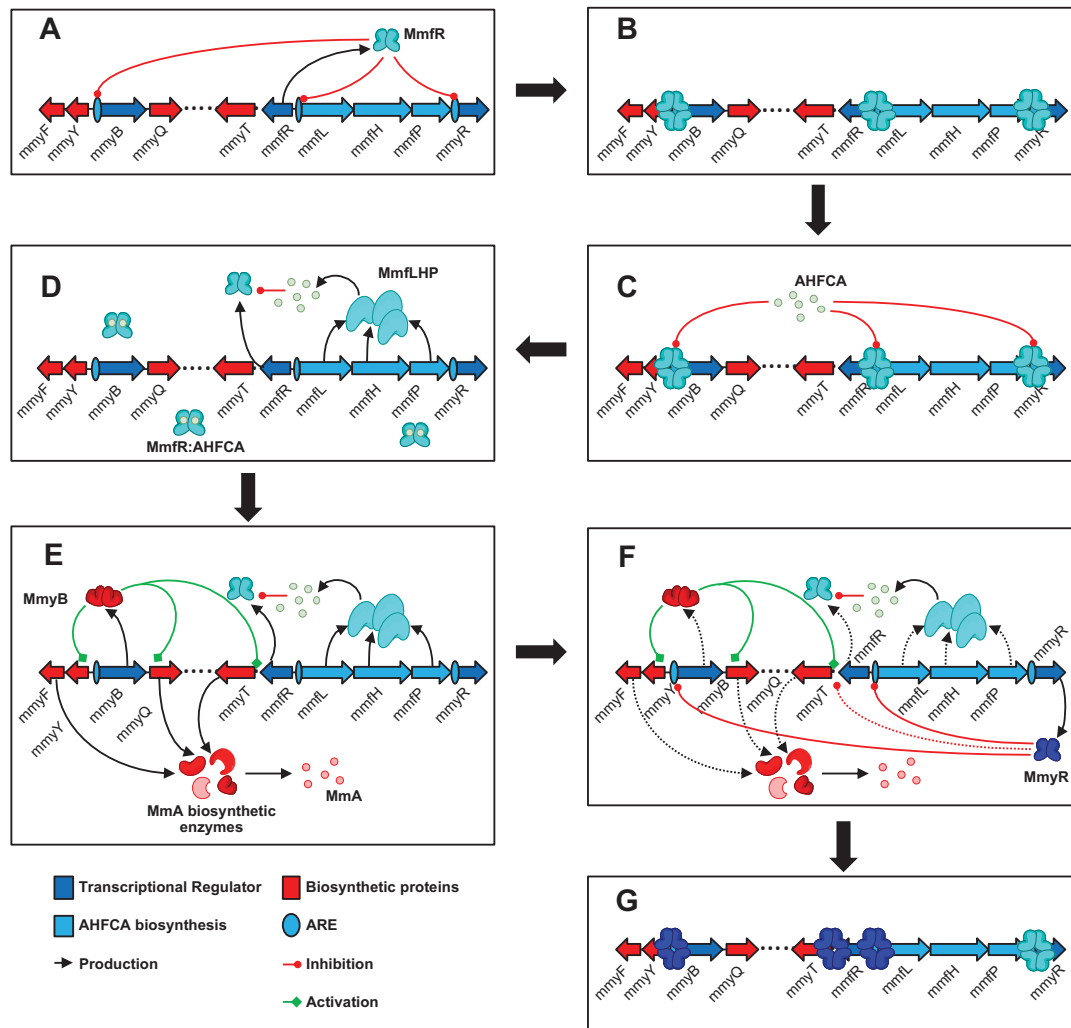 A
MmfR
mmyF
mmyY
mmyB
mmyQ
mmyT
mmfR
mmfL
mmfH
mmfP
mmyR
B
mmyF
mmyY
mmyB
mmyQ
mmyT
mmfR
mmfL
mmfH
mmfP
mmyR
D
MmfLHP
mmyF
mmyY
mmyB
mmyQ
mmyT
mmfR
mmfL
mmfH
mmfP
mmyR
MmfR:AHFCA
C
AHFCA
mmyF
mmyY
mmyB
mmyQ
mmyT
mmfR
mmfL
mmfH
mmfP
mmyR
E
MmyB
mmyF
mmyY
mmyB
mmyQ
mmyT
mmfR
mmfL
mmfH
mmfP
mmyR
MmA
MmA biosynthetic
enzymes
F
mmfR
mmyR
mmyF
mmyY
mmyB
mmyQ
mmyT
mmfL
mmfH
mmfP
MmyR
Transcriptional Regulator
Biosynthetic proteins
AHFCA biosynthesis
ARE
Production
Inhibition
Activation
G
mmyF
mmyY
mmyB
mmyQ
mmyT
mmfR
mmfL
mmfH
mmfP
mmyR